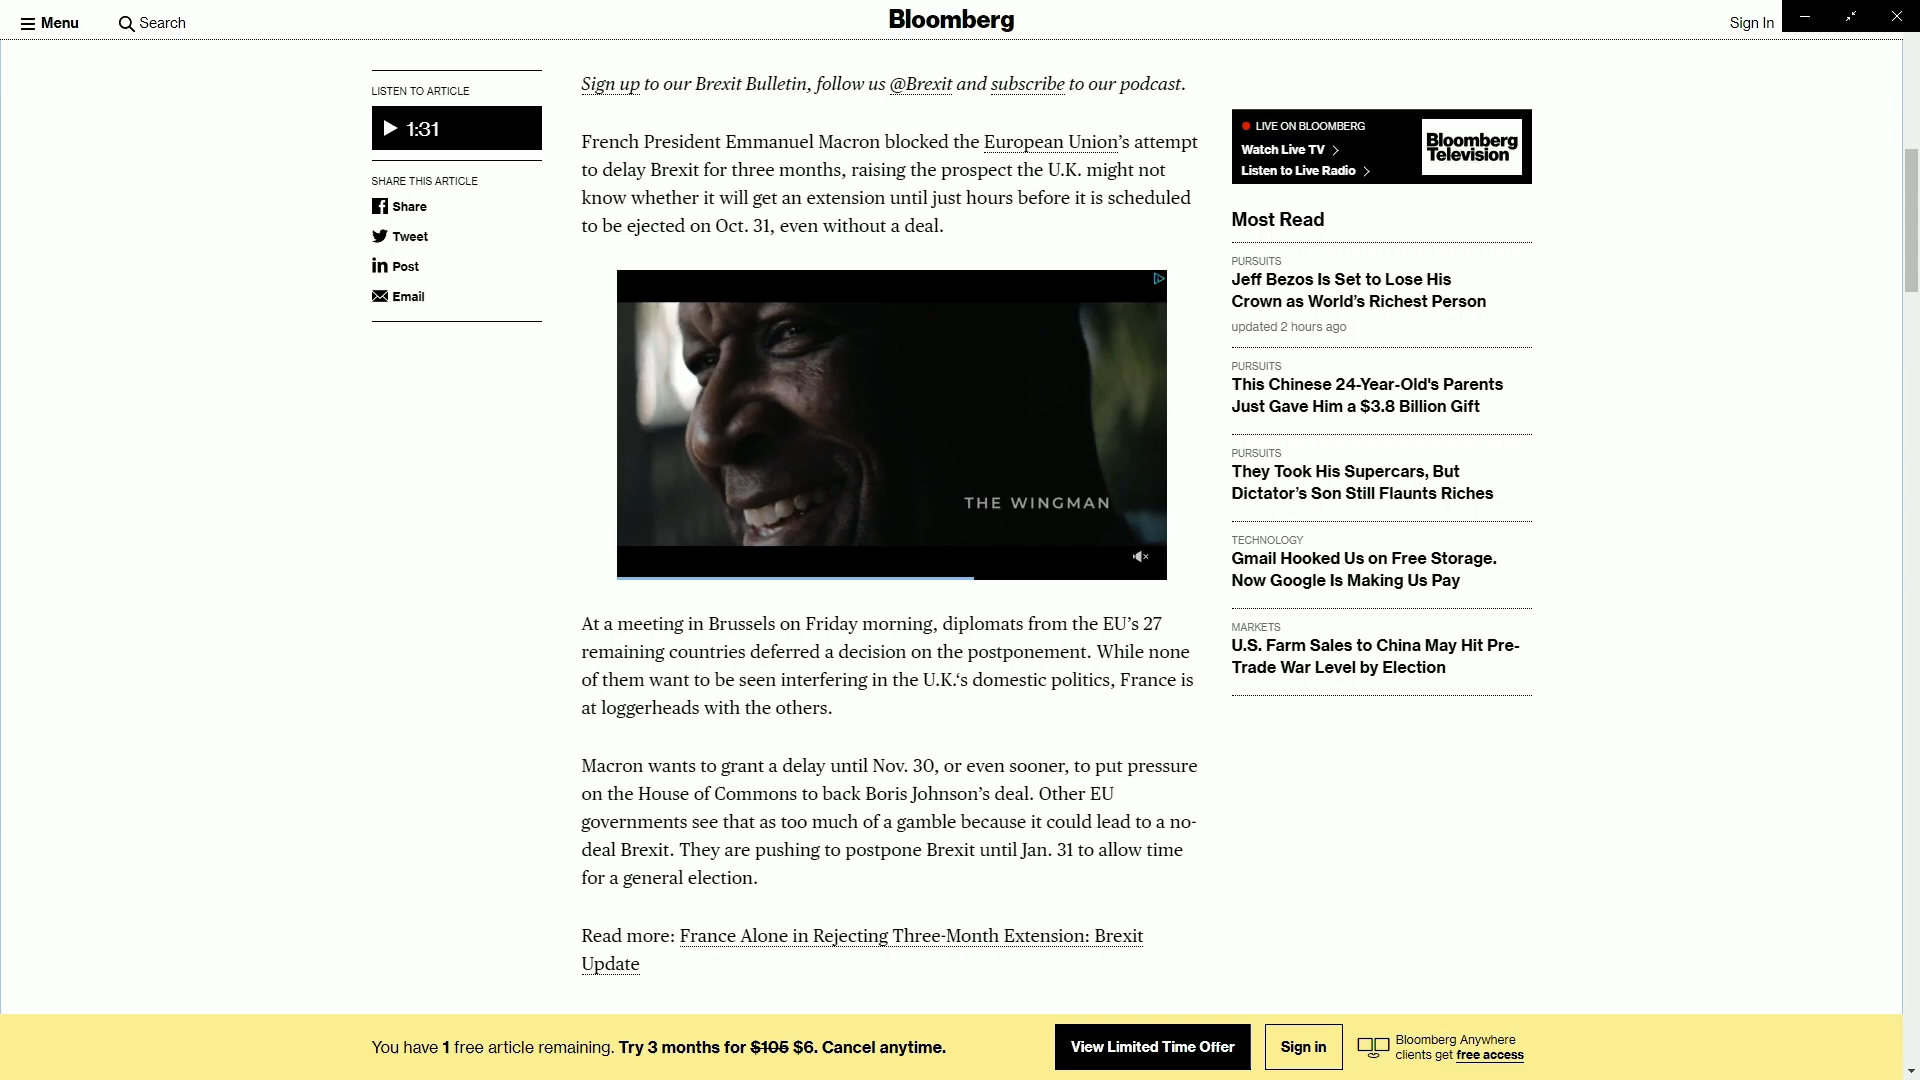 Menu
Search
Bloomberg
Sign In
LISTEN TO ARTICLE
1:31
SHARE THIS ARTICLE
Share
Tweet
in Post
Email
Sign up to our Brexit Bulletin, follow us @Brexit and subscribe to our podcast.
French President Emmanuel Macron blocked the European Union’s attempt
to delay Brexit for three months, raising the prospect the U.K. might not
know whether it will get an extension until just hours before it is scheduled
to be ejected on Oct. 31, even without a deal.
THE WINGMAN
At a meeting in Brussels on Friday morning, diplomats from the EU’s 27
remaining countries deferred a decision on the postponement. While none
of them want to be seen interfering in the U.K.‘s domestic politics, France is
at loggerheads with the others.
Macron wants to grant a delay until Nov. 30, or even sooner, to put pressure
on the House of Commons to back Boris Johnson’s deal. Other EU
governments see that as too much of a gamble because it could lead to a no-
deal Brexit. They are pushing to postpone Brexit until Jan. 31 to allow time
for a general election.
Read more: France Alone in Rejecting Three-Month Extension: Brexit
Update
LIVE ON BLOOMBERG
Watch Live TV
Listen to Live Radio
Bloomberg
Television
Most Read
PURSUITS
Jeff Bezos Is Set to Lose His
Crown as World’s Richest Person
updated 2 hours ago
PURSUITS
This Chinese 24-Year-Old's Parents
Just Gave Him a $3.8 Billion Gift
PURSUITS
They Took His Supercars, But
Dictator’s Son Still Flaunts Riches
TECHNOLOGY
Gmail Hooked Us on Free Storage.
Now Google Is Making Us Pay
MARKETS
U.S. Farm Sales to China May Hit Pre-
Trade War Level by Election
You have 1 free article remaining. Try 3 months for $105 $6. Cancel anytime.
View Limited Time Offer
Sign in
Bloomberg Anywhere
clients get free access